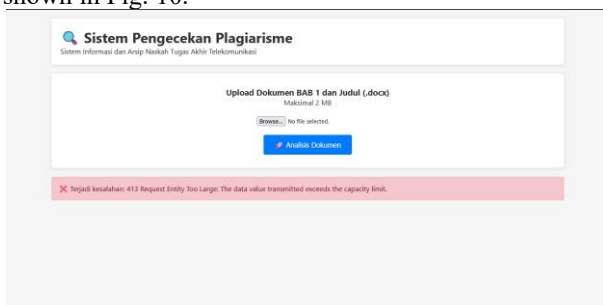 shown in Fig. 10.
Sistem Pengecekan Plagiarisme
Sistem Informasi dan Arsip Naskah Tugas Akhir Telekomunikasi
Upload Dokumen BAB 1 dan Judul (.docx)
Maksimal 2 MB
Browse... No file selected.
Analisis Dokumen
Terjadi kesalahan: 413 Request Entity Too Large: The data value transmitted exceeds the capacity limit.